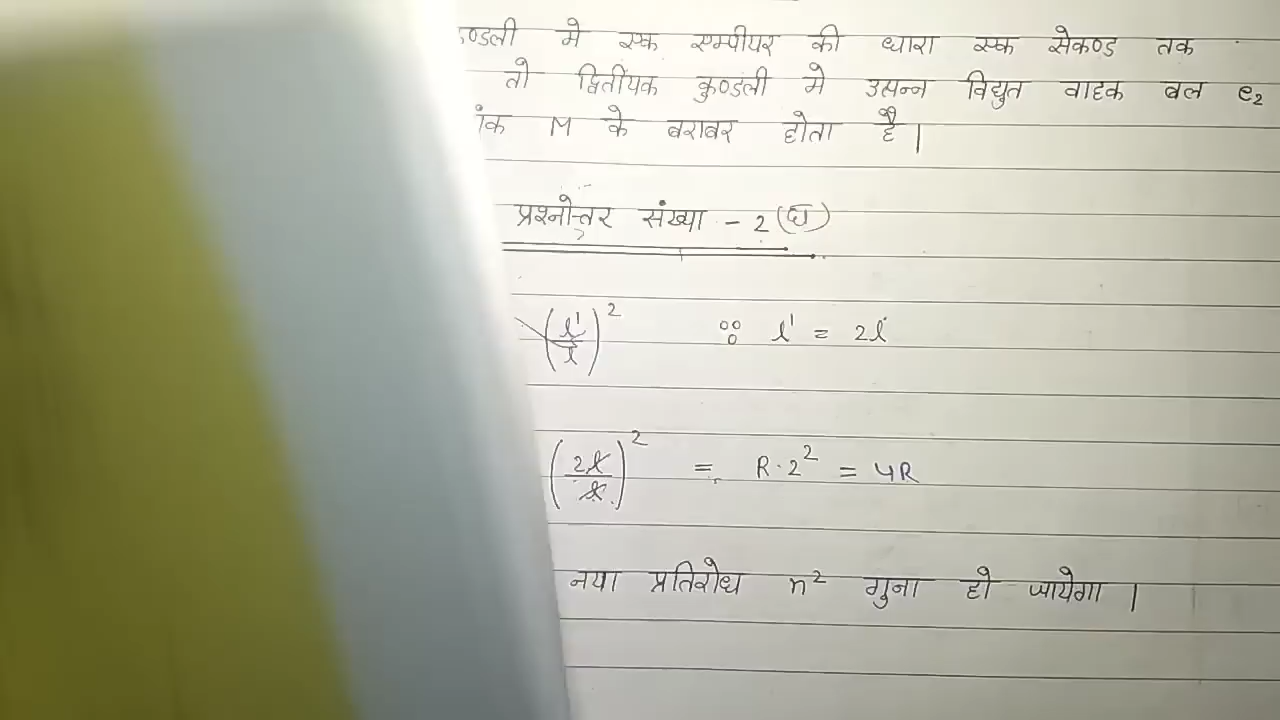 में एक एम्पीयर की धारा एक सेकण्ड तक
तो द्वितीयक कुण्डली में उत्पन्न विद्युत वाहक बल e₂
M के बराबर होता है।
प्रश्नोत्तर संख्या - 2 (घ)
(l'/l)² ∵ l' = 2l
(2l/l)² = R·2² = 4R
नया प्रतिरोध n² गुना हो जायेगा।